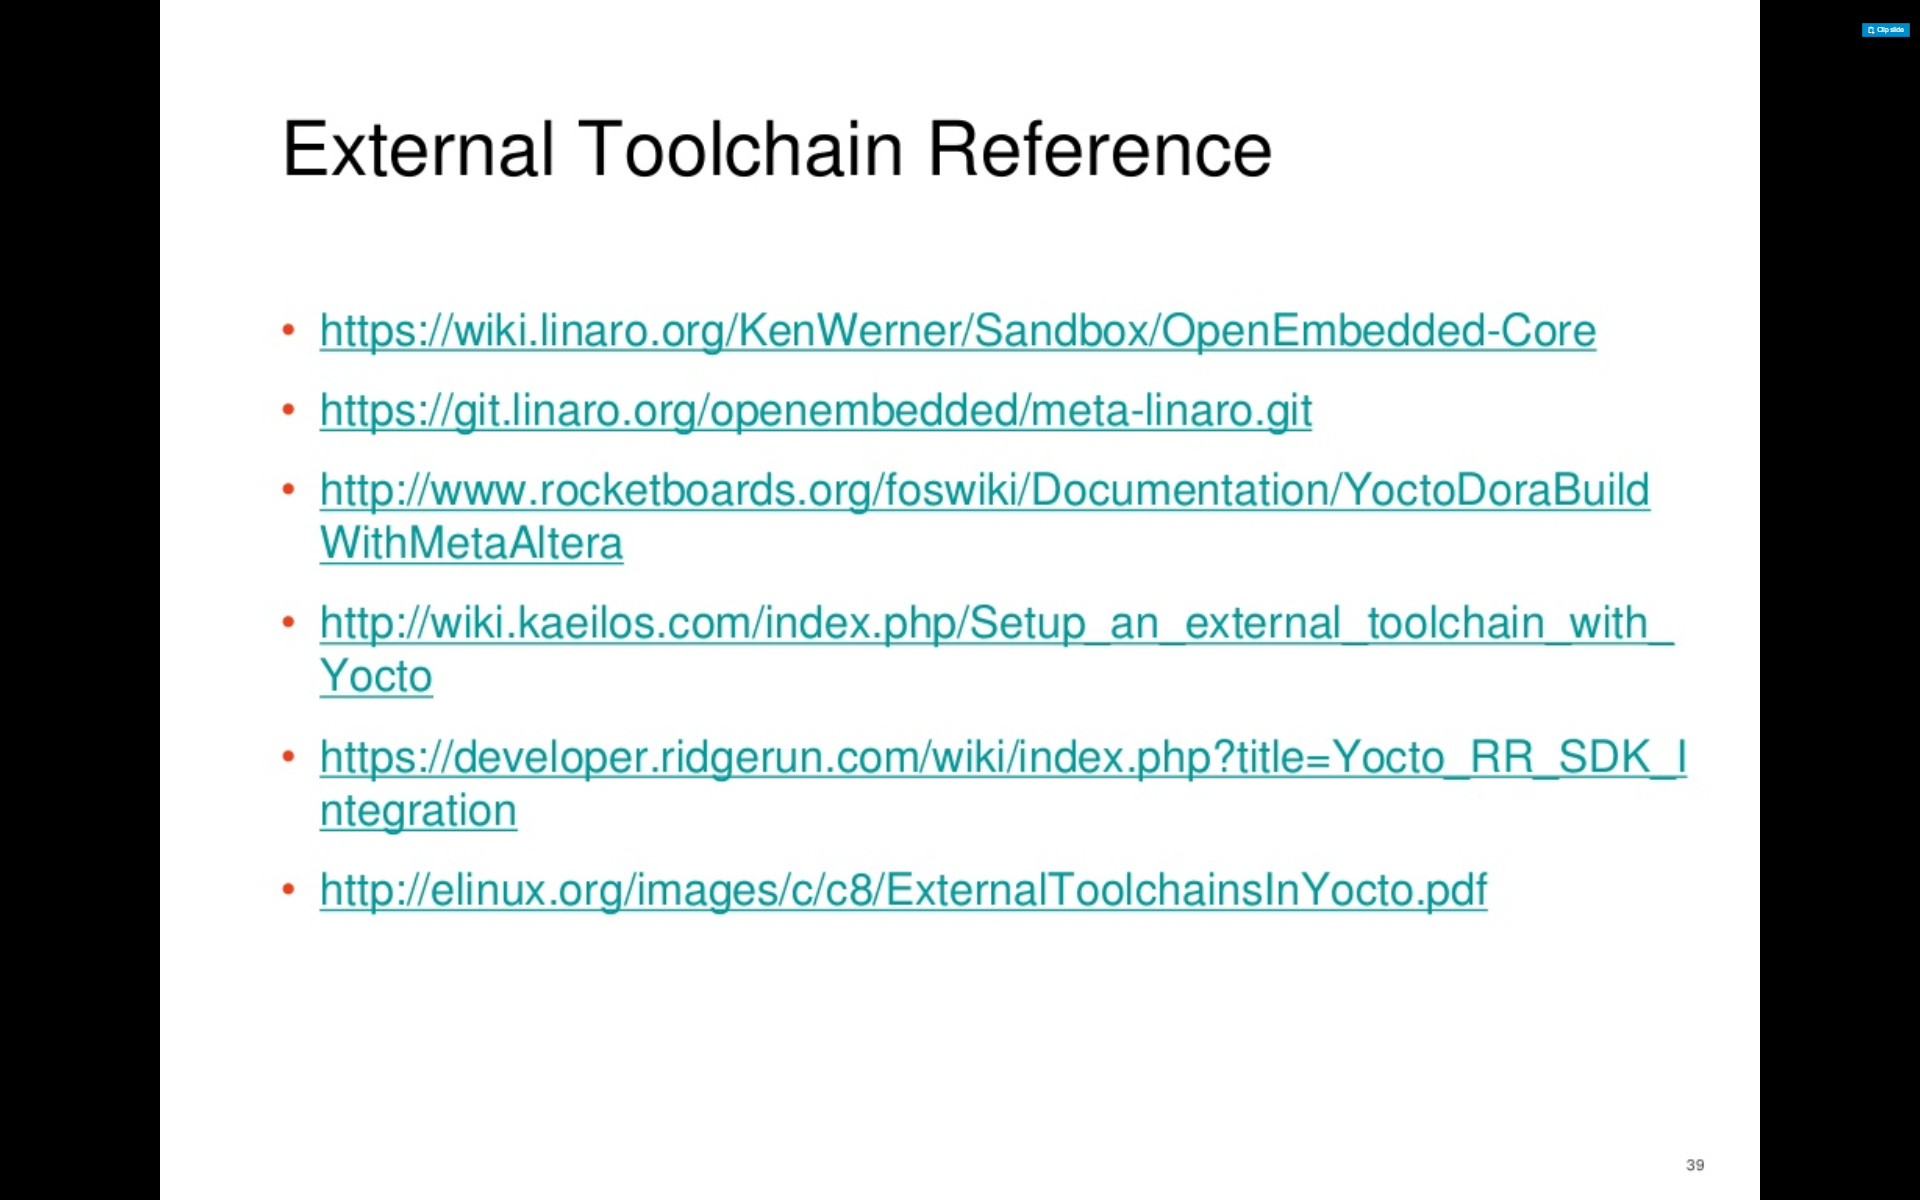 Clip slide
External Toolchain Reference
• https://wiki.linaro.org/KenWerner/Sandbox/OpenEmbedded-Core
• https://git.linaro.org/openembedded/meta-linaro.git
• http://www.rocketboards.org/foswiki/Documentation/YoctoDoraBuild
WithMetaAltera
• http://wiki.kaeilos.com/index.php/Setup_an_external_toolchain_with_
Yocto
• https://developer.ridgerun.com/wiki/index.php?title=Yocto_RR_SDK_I
ntegration
• http://elinux.org/images/c/c8/ExternalToolchainsInYocto.pdf
39